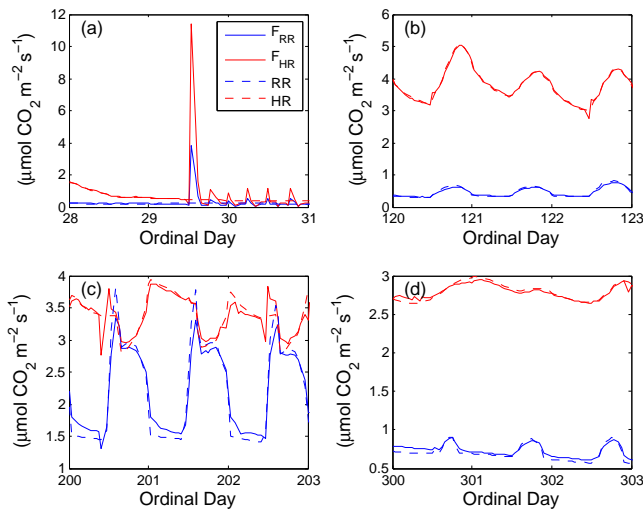 (a)
F_RR
F_HR
RR
HR
12
10
8
6
4
2
0
28 29 30 31
Ordinal Day
(μmol CO₂ m⁻² s⁻¹)
(b)
6
5
4
3
2
1
0
120 121 122 123
Ordinal Day
(μmol CO₂ m⁻² s⁻¹)
(c)
4
3.5
3
2.5
2
1.5
1
200 201 202 203
Ordinal Day
(μmol CO₂ m⁻² s⁻¹)
(d)
3
2.5
2
1.5
1
0.5
300 301 302 303
Ordinal Day
(μmol CO₂ m⁻² s⁻¹)